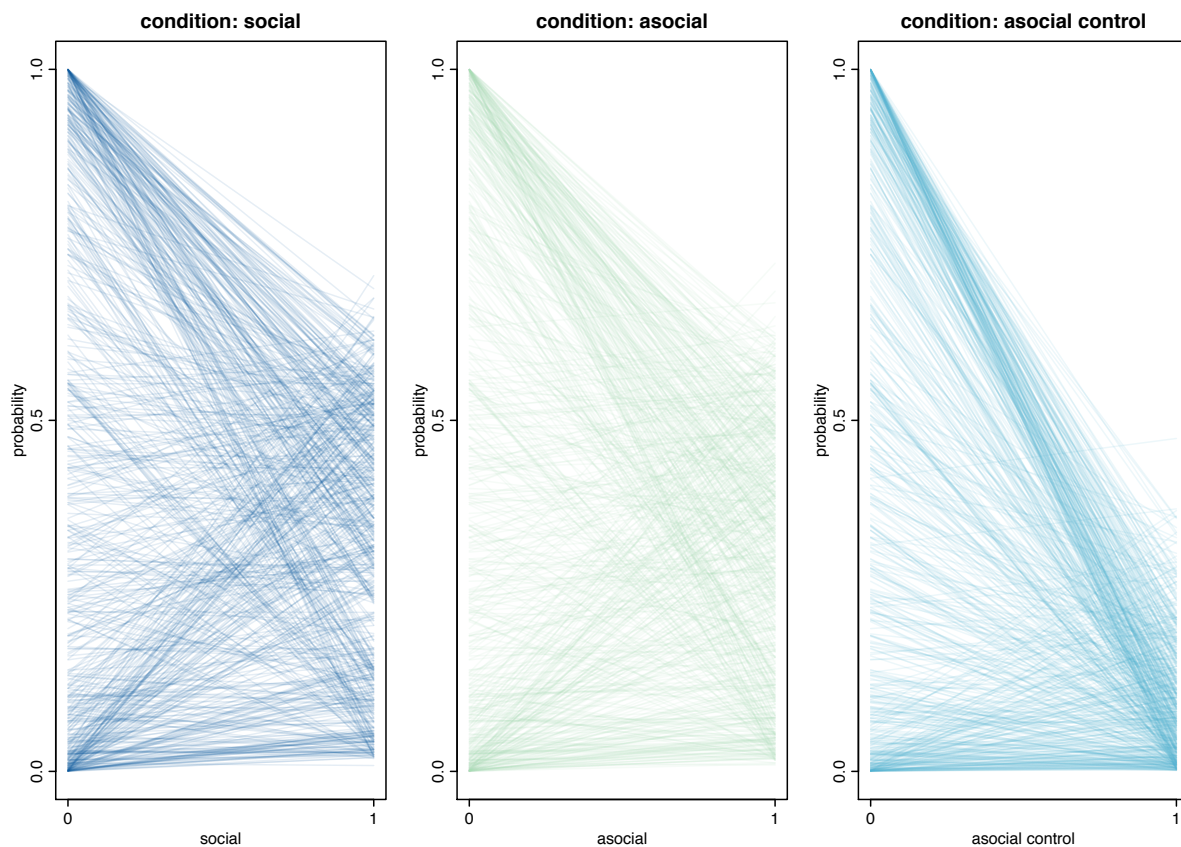 condition: social
condition: asocial
condition: asocial control
1.0
0.5
0.0
probability
0
1
social
1.0
0.5
0.0
probability
0
1
asocial
1.0
0.5
0.0
probability
0
1
asocial control